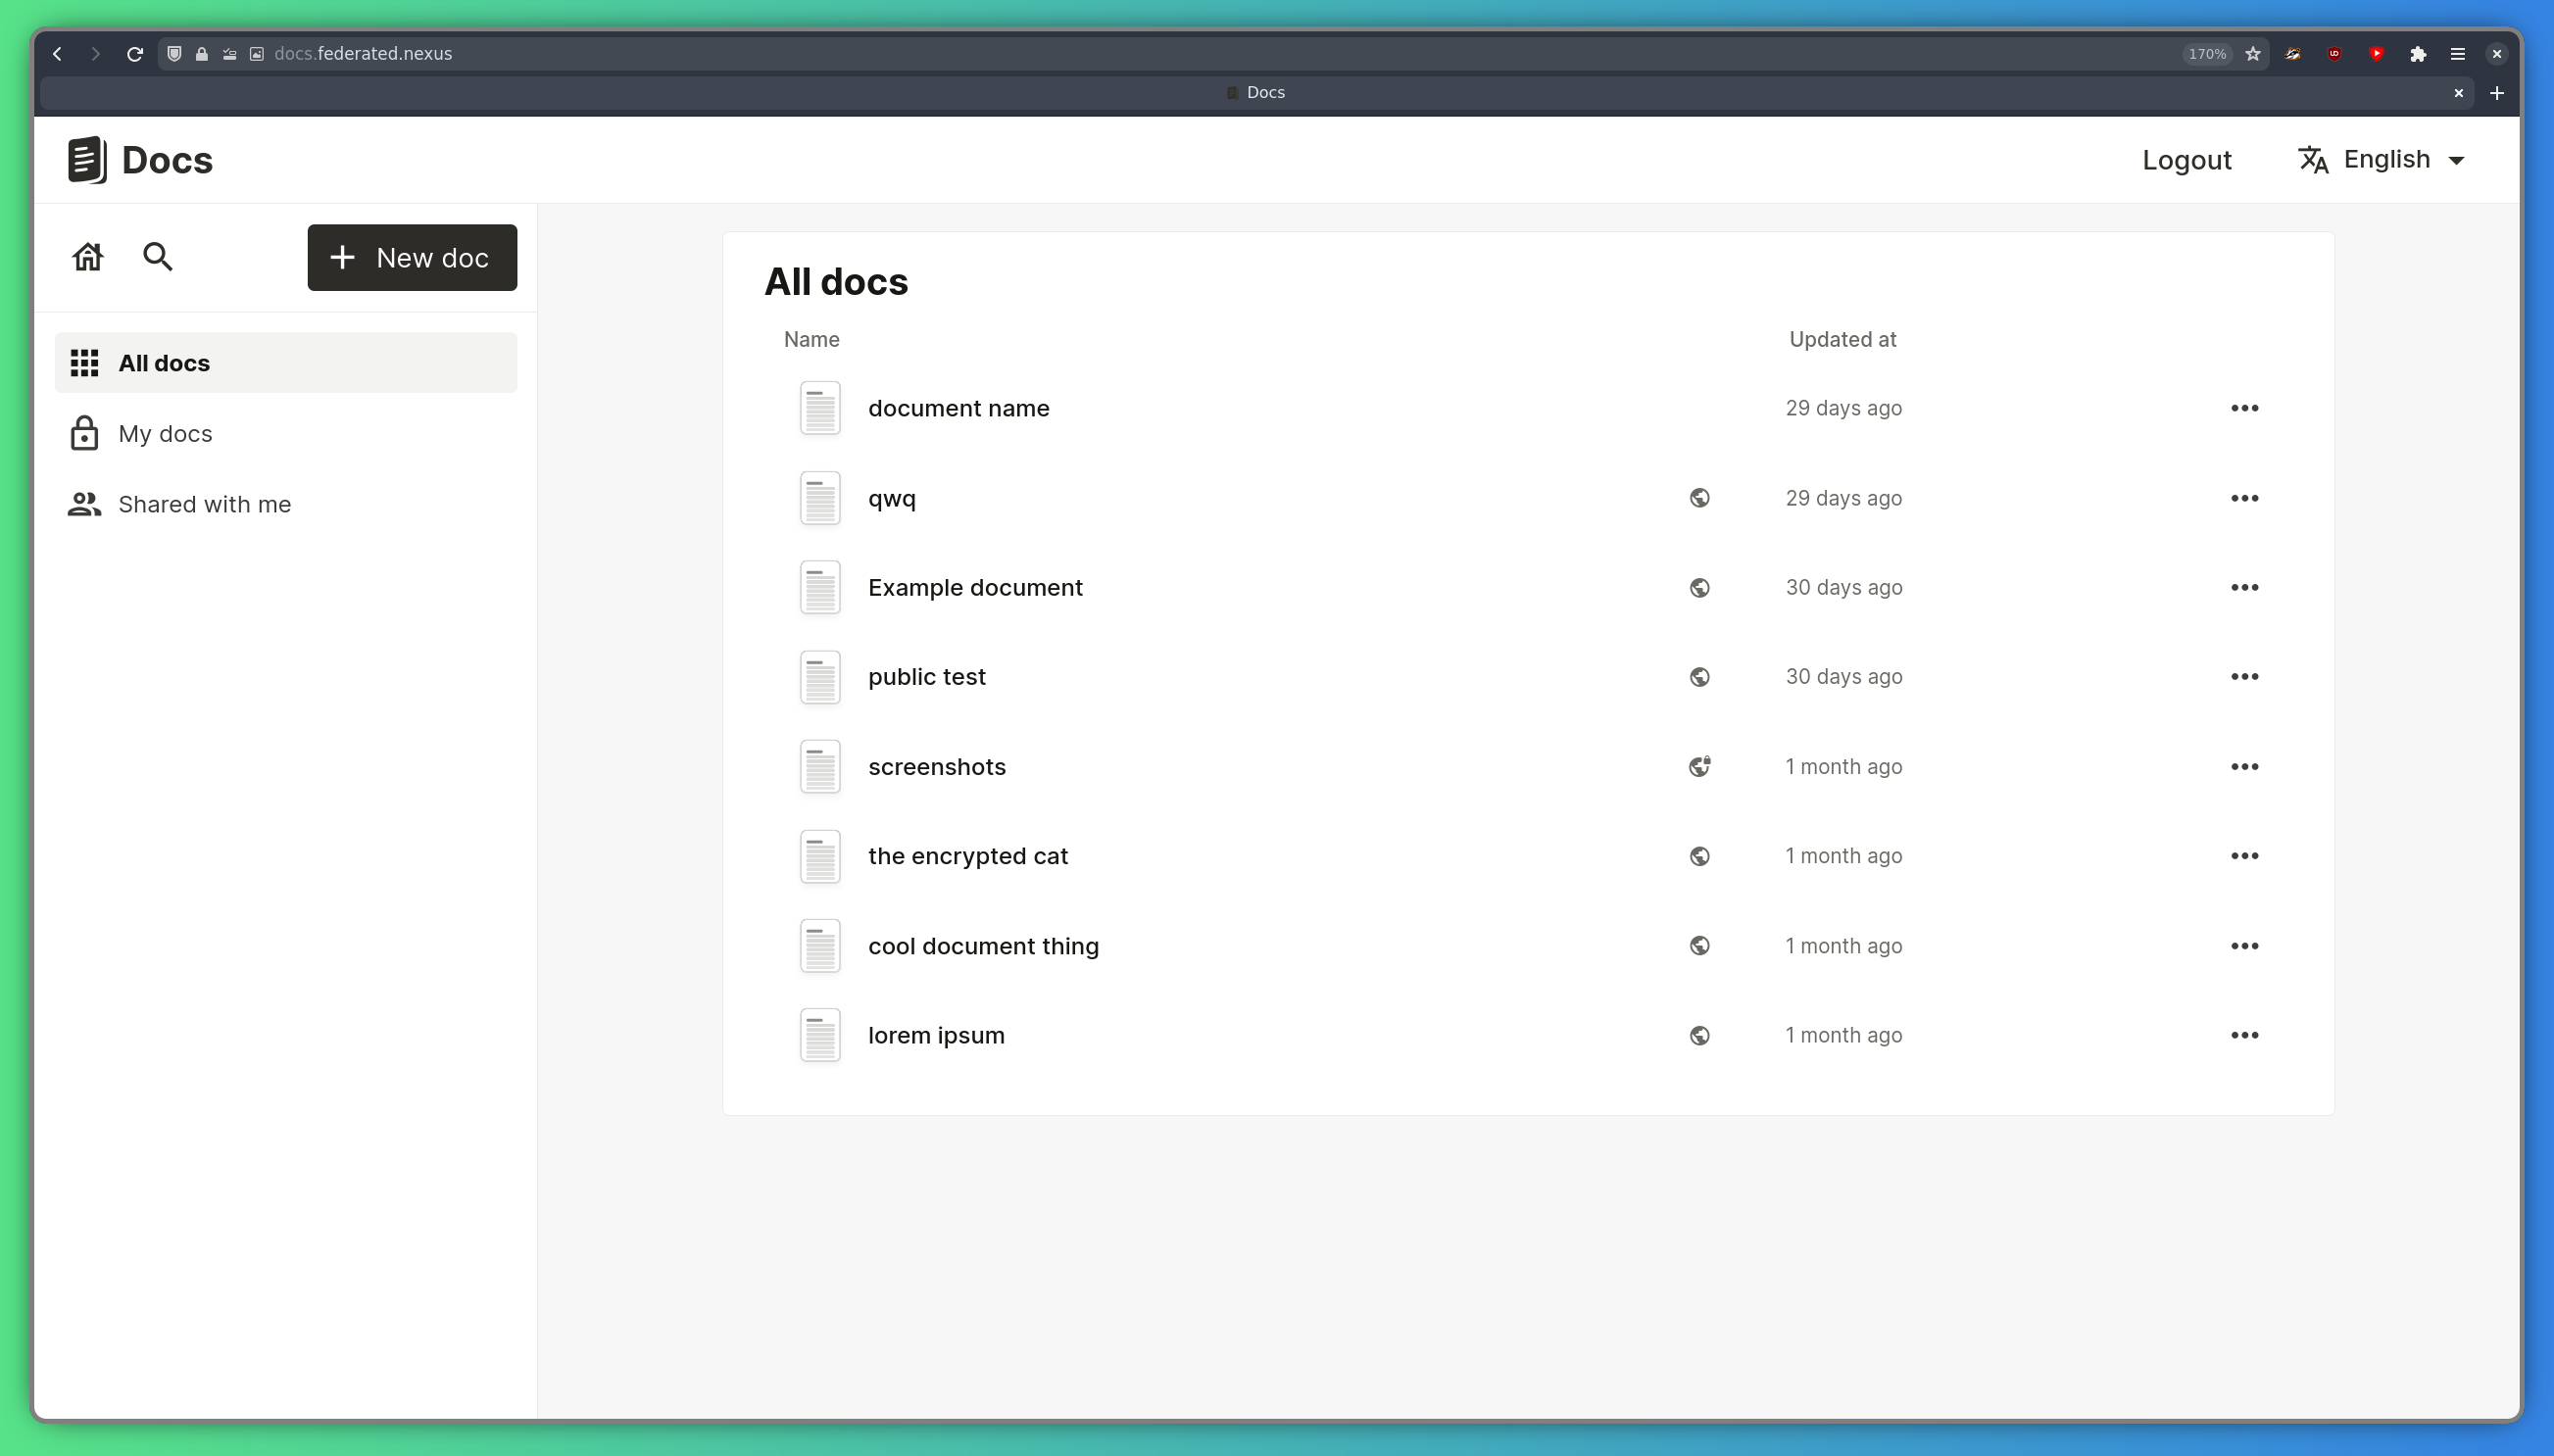 docs.federated.nexus
170%
Docs
Docs
Logout
English
New doc
All docs
My docs
Shared with me
All docs
Name Updated at
document name 29 days ago
qwq 29 days ago
Example document 30 days ago
public test 30 days ago
screenshots 1 month ago
the encrypted cat 1 month ago
cool document thing 1 month ago
lorem ipsum 1 month ago